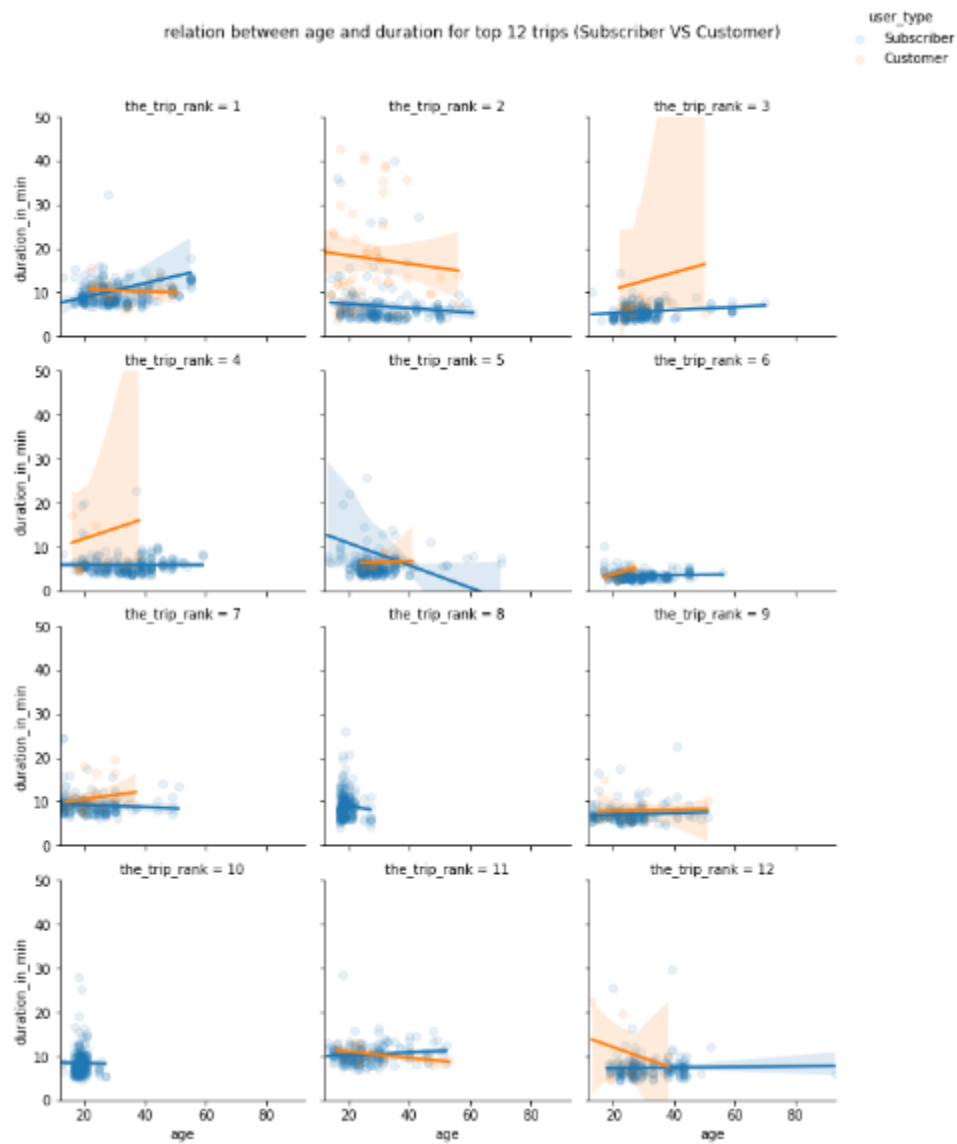 relation between age and duration for top 12 trips (Subscriber VS Customer)
user_type
Subscriber
Customer
the_trip_rank = 1
the_trip_rank = 2
the_trip_rank = 3
50
40
30
20
10
0
duration_in_min
the_trip_rank = 4
the_trip_rank = 5
the_trip_rank = 6
50
40
30
20
10
0
duration_in_min
the_trip_rank = 7
the_trip_rank = 8
the_trip_rank = 9
50
40
30
20
10
0
duration_in_min
the_trip_rank = 10
the_trip_rank = 11
the_trip_rank = 12
50
40
30
20
10
0
duration_in_min
20 40 60 80
20 40 60 80
20 40 60 80
age
age
age